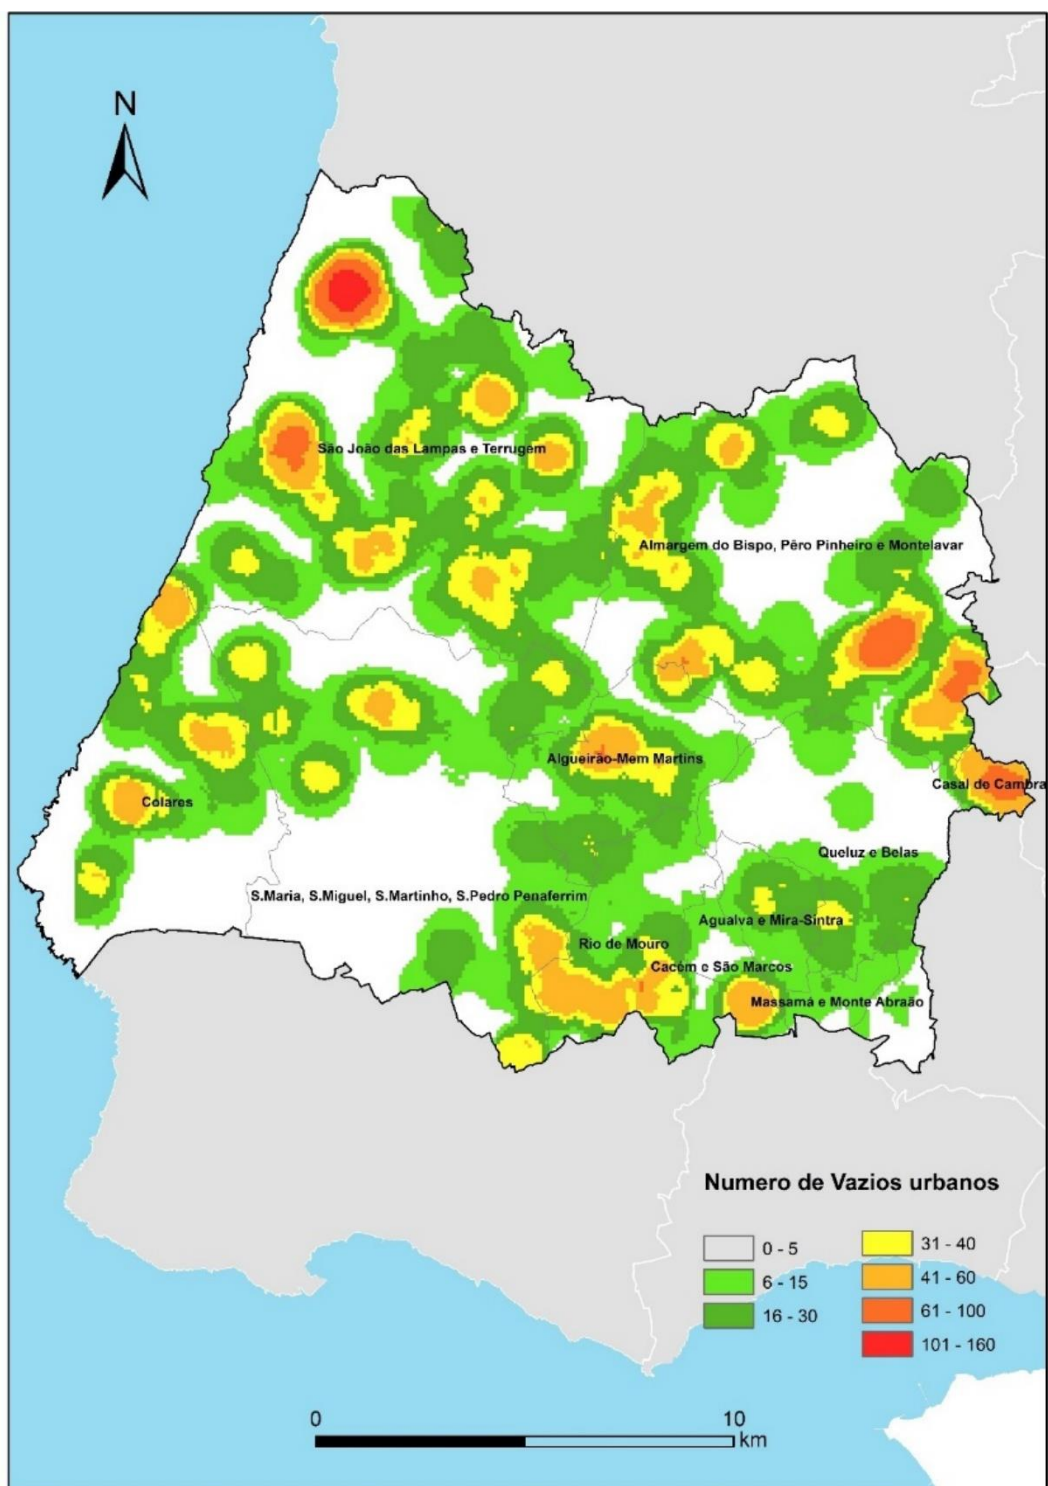 N
São João das Lampas e Terrugem
Almargem do Bispo, Pêro Pinheiro e Montelavar
Algueirão-Mem Martins
Casal de Cambra
Colares
Queluz e Belas
S.Maria, S.Miguel, S.Martinho, S.Pedro Penaferrim
Agualva e Mira-Sintra
Rio de Mouro
Cacém e São Marcos
Massamá e Monte Abraão
Numero de Vazios urbanos
0 - 5
6 - 15
16 - 30
31 - 40
41 - 60
61 - 100
101 - 160
0 10
km